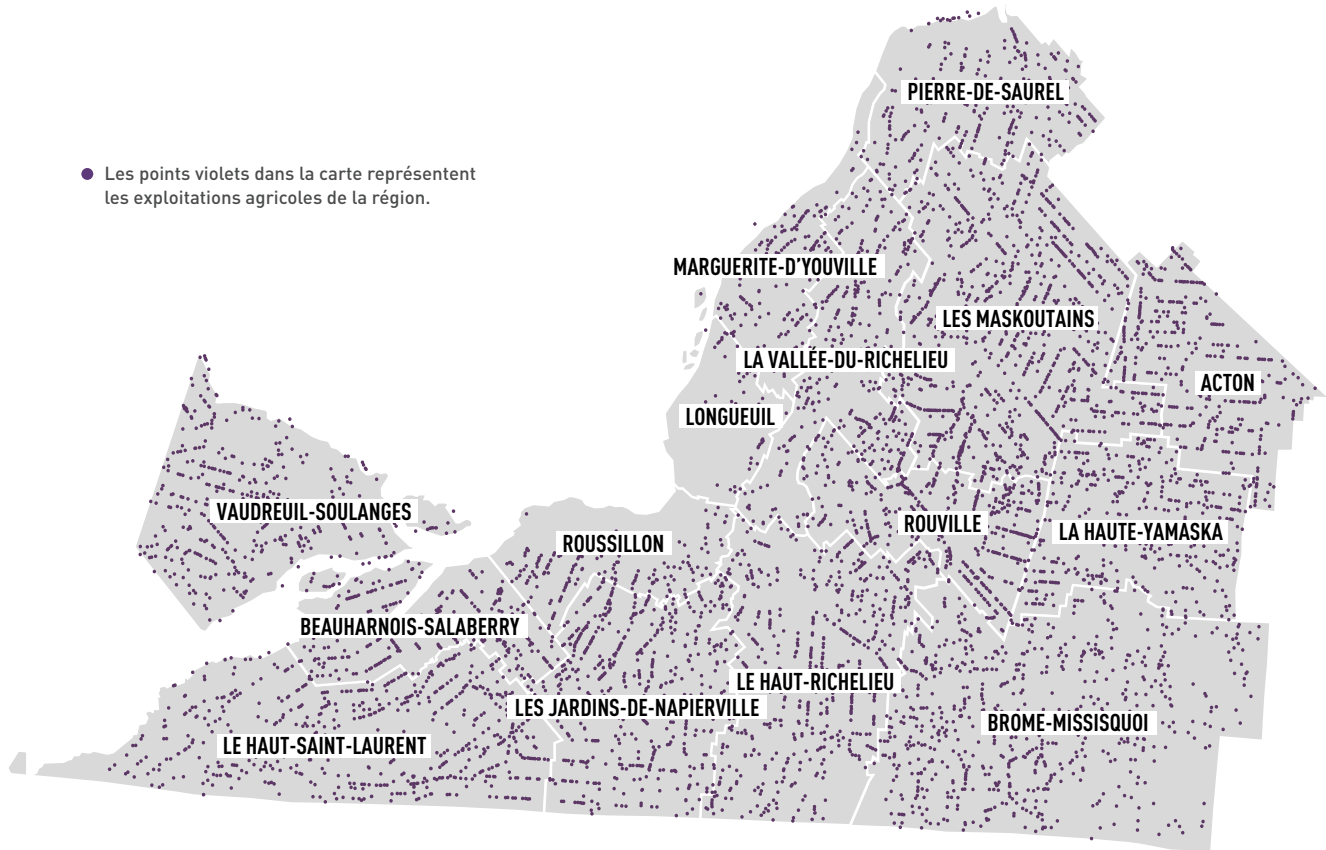 PIERRE-DE-SAUREL
Les points violets dans la carte représentent
les exploitations agricoles de la région.
MARGUERITE-D'YOUVILLE
LES MASKOUTAINS
LA VALLÉE-DU-RICHELIEU
ACTON
LONGUEUIL
VAUDREUIL-SOULANGES
ROUVILLE
LA HAUTE-YAMASKA
ROUSSILLON
BEAUHARNOIS-SALABERRY
LE HAUT-RICHELIEU
LES JARDINS-DE-NAPIERVILLE
BROME-MISSISQUOI
LE HAUT-SAINT-LAURENT